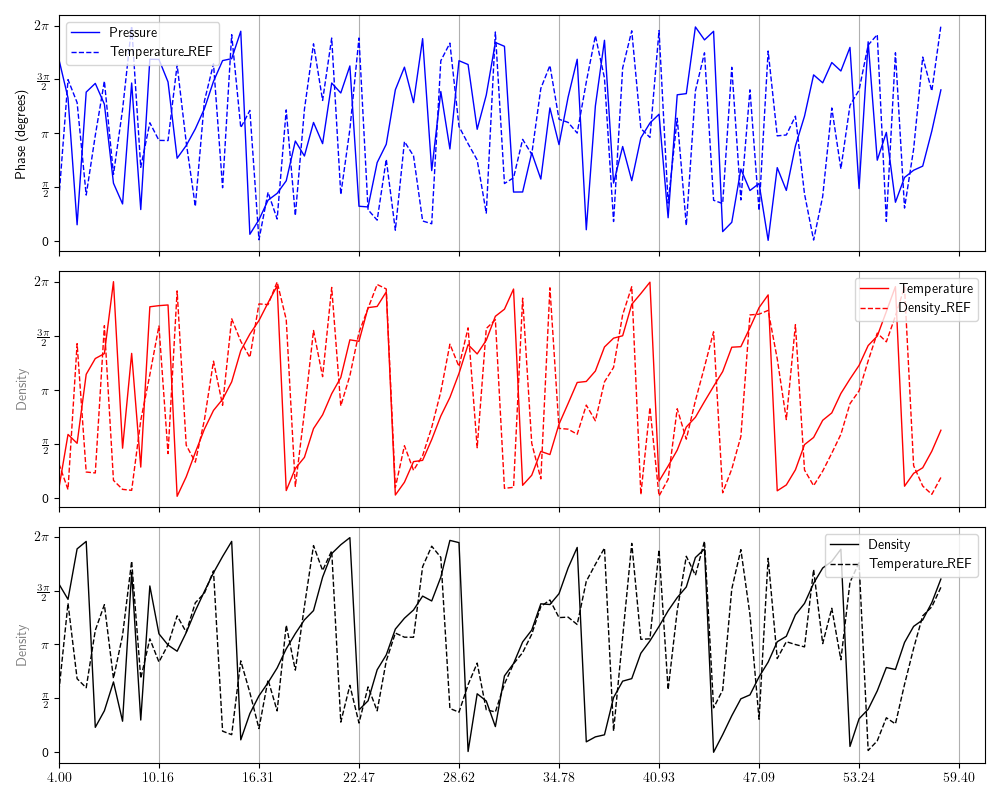 Pressure
Temperature_REF
Phase (degrees)
2π
3π/2
π
π/2
0
Temperature
Density_REF
Density
2π
3π/2
π
π/2
0
Density
Temperature_REF
Density
2π
3π/2
π
π/2
0
4.00 10.16 16.31 22.47 28.62 34.78 40.93 47.09 53.24 59.40